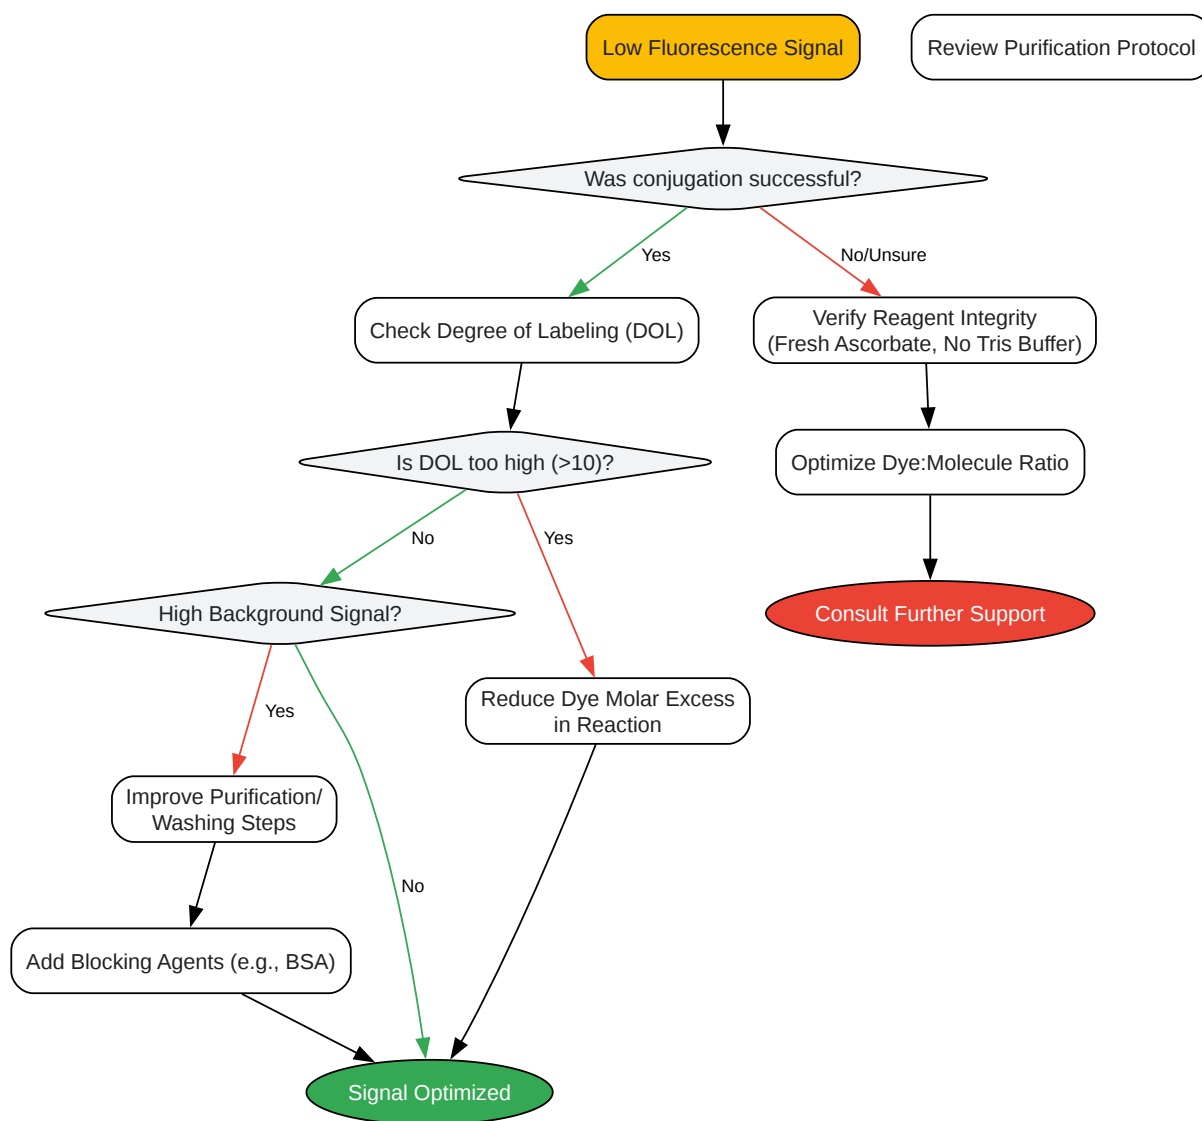 Low Fluorescence Signal
Review Purification Protocol
Was conjugation successful?
Yes
No/Unsure
Check Degree of Labeling (DOL)
Verify Reagent Integrity
(Fresh Ascorbate, No Tris Buffer)
Is DOL too high (>10)?
Optimize Dye:Molecule Ratio
No
Yes
High Background Signal?
Consult Further Support
Yes
Reduce Dye Molar Excess
in Reaction
Improve Purification/
Washing Steps
No
Add Blocking Agents (e.g., BSA)
Signal Optimized